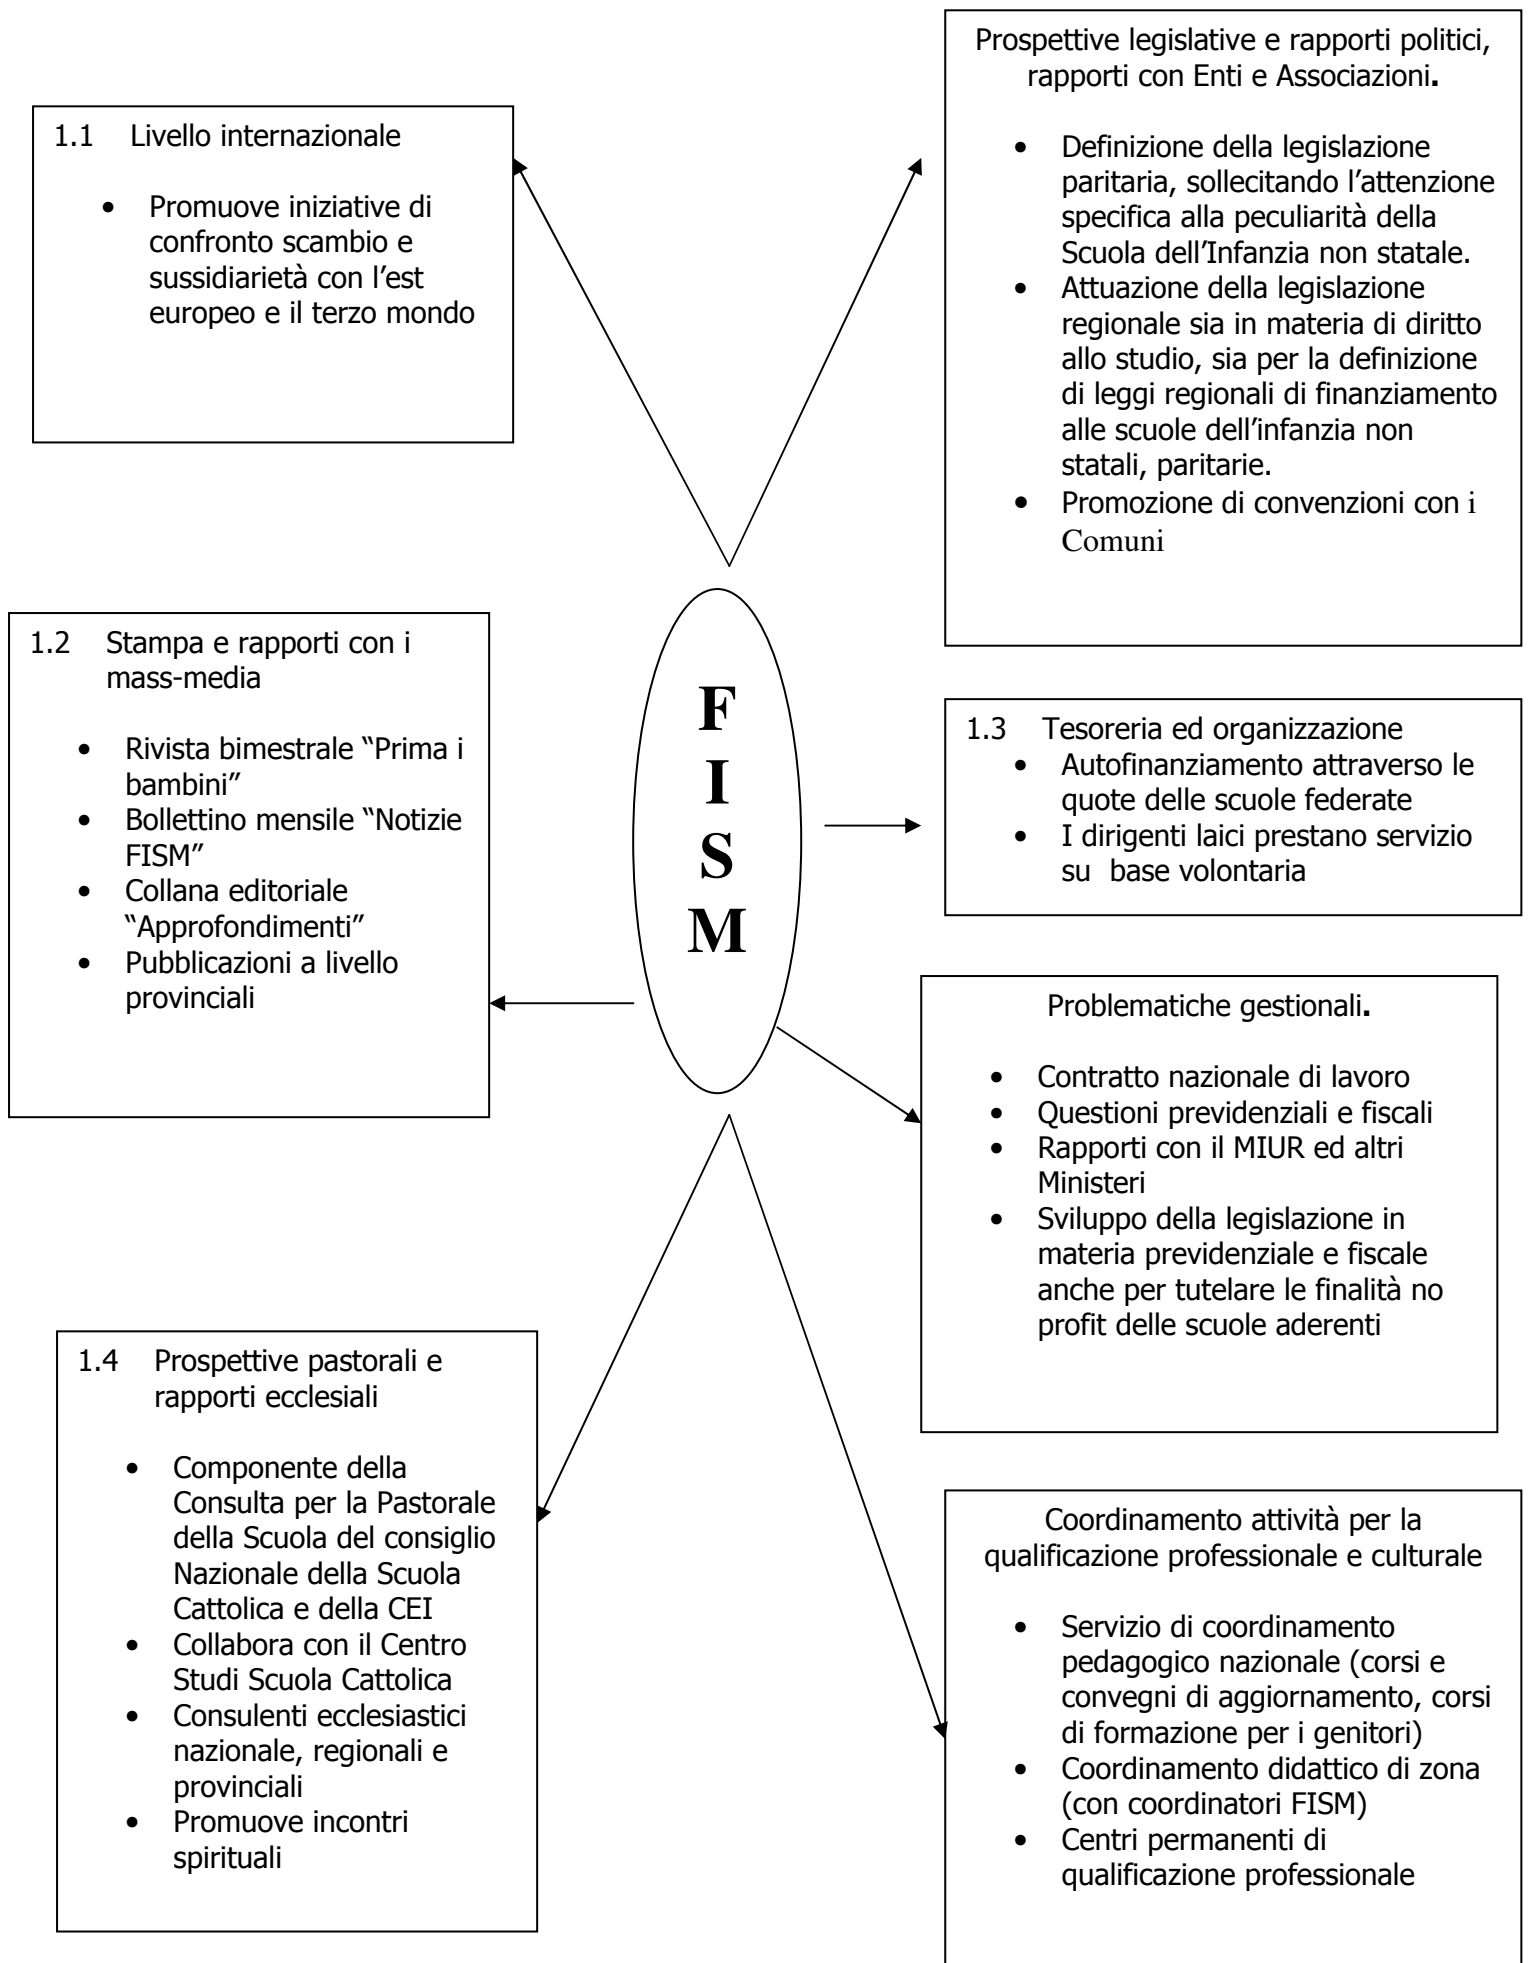 Prospettive legislative e rapporti politici,
rapporti con Enti e Associazioni.
• Definizione della legislazione
paritaria, sollecitando l’attenzione
specifica alla peculiarità della
Scuola dell’Infanzia non statale.
• Attuazione della legislazione
regionale sia in materia di diritto
allo studio, sia per la definizione
di leggi regionali di finanziamento
alle scuole dell’infanzia non
statali, paritarie.
• Promozione di convenzioni con i
Comuni
1.1 Livello internazionale
• Promuove iniziative di
confronto scambio e
sussidiarietà con l’est
europeo e il terzo mondo
1.2 Stampa e rapporti con i
mass-media
• Rivista bimestrale “Prima i
bambini”
• Bollettino mensile “Notizie
FISM”
• Collana editoriale
“Approfondimenti”
• Pubblicazioni a livello
provinciali
F
I
S
M
1.3 Tesoreria ed organizzazione
• Autofinanziamento attraverso le
quote delle scuole federate
• I dirigenti laici prestano servizio
su base volontaria
Problematiche gestionali.
• Contratto nazionale di lavoro
• Questioni previdenziali e fiscali
• Rapporti con il MIUR ed altri
Ministeri
• Sviluppo della legislazione in
materia previdenziale e fiscale
anche per tutelare le finalità no
profit delle scuole aderenti
1.4 Prospettive pastorali e
rapporti ecclesiali
• Componente della
Consulta per la Pastorale
della Scuola del consiglio
Nazionale della Scuola
Cattolica e della CEI
• Collabora con il Centro
Studi Scuola Cattolica
• Consulenti ecclesiastici
nazionale, regionali e
provinciali
• Promuove incontri
spirituali
Coordinamento attività per la
qualificazione professionale e culturale
• Servizio di coordinamento
pedagogico nazionale (corsi e
convegni di aggiornamento, corsi
di formazione per i genitori)
• Coordinamento didattico di zona
(con coordinatori FISM)
• Centri permanenti di
qualificazione professionale